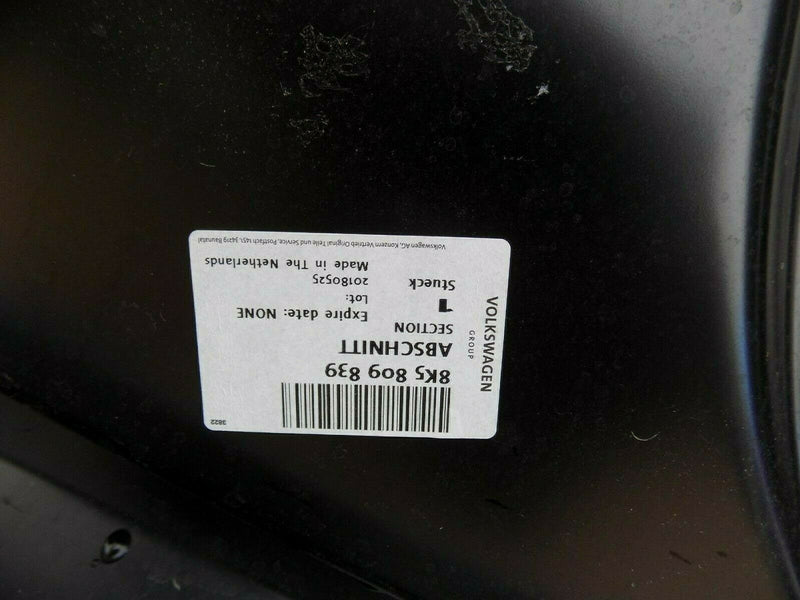 3822
8K5 809 839
ABSCHNITT
SECTION
1
Stueck
Expire date: NONE
Lot:
20180525
Made in The Netherlands
Volkswagen AG, Konzern Vertrieb Original Teile und Service, Postfach 1451, 34219 Baunatal
VOLKSWAGEN
GROUP